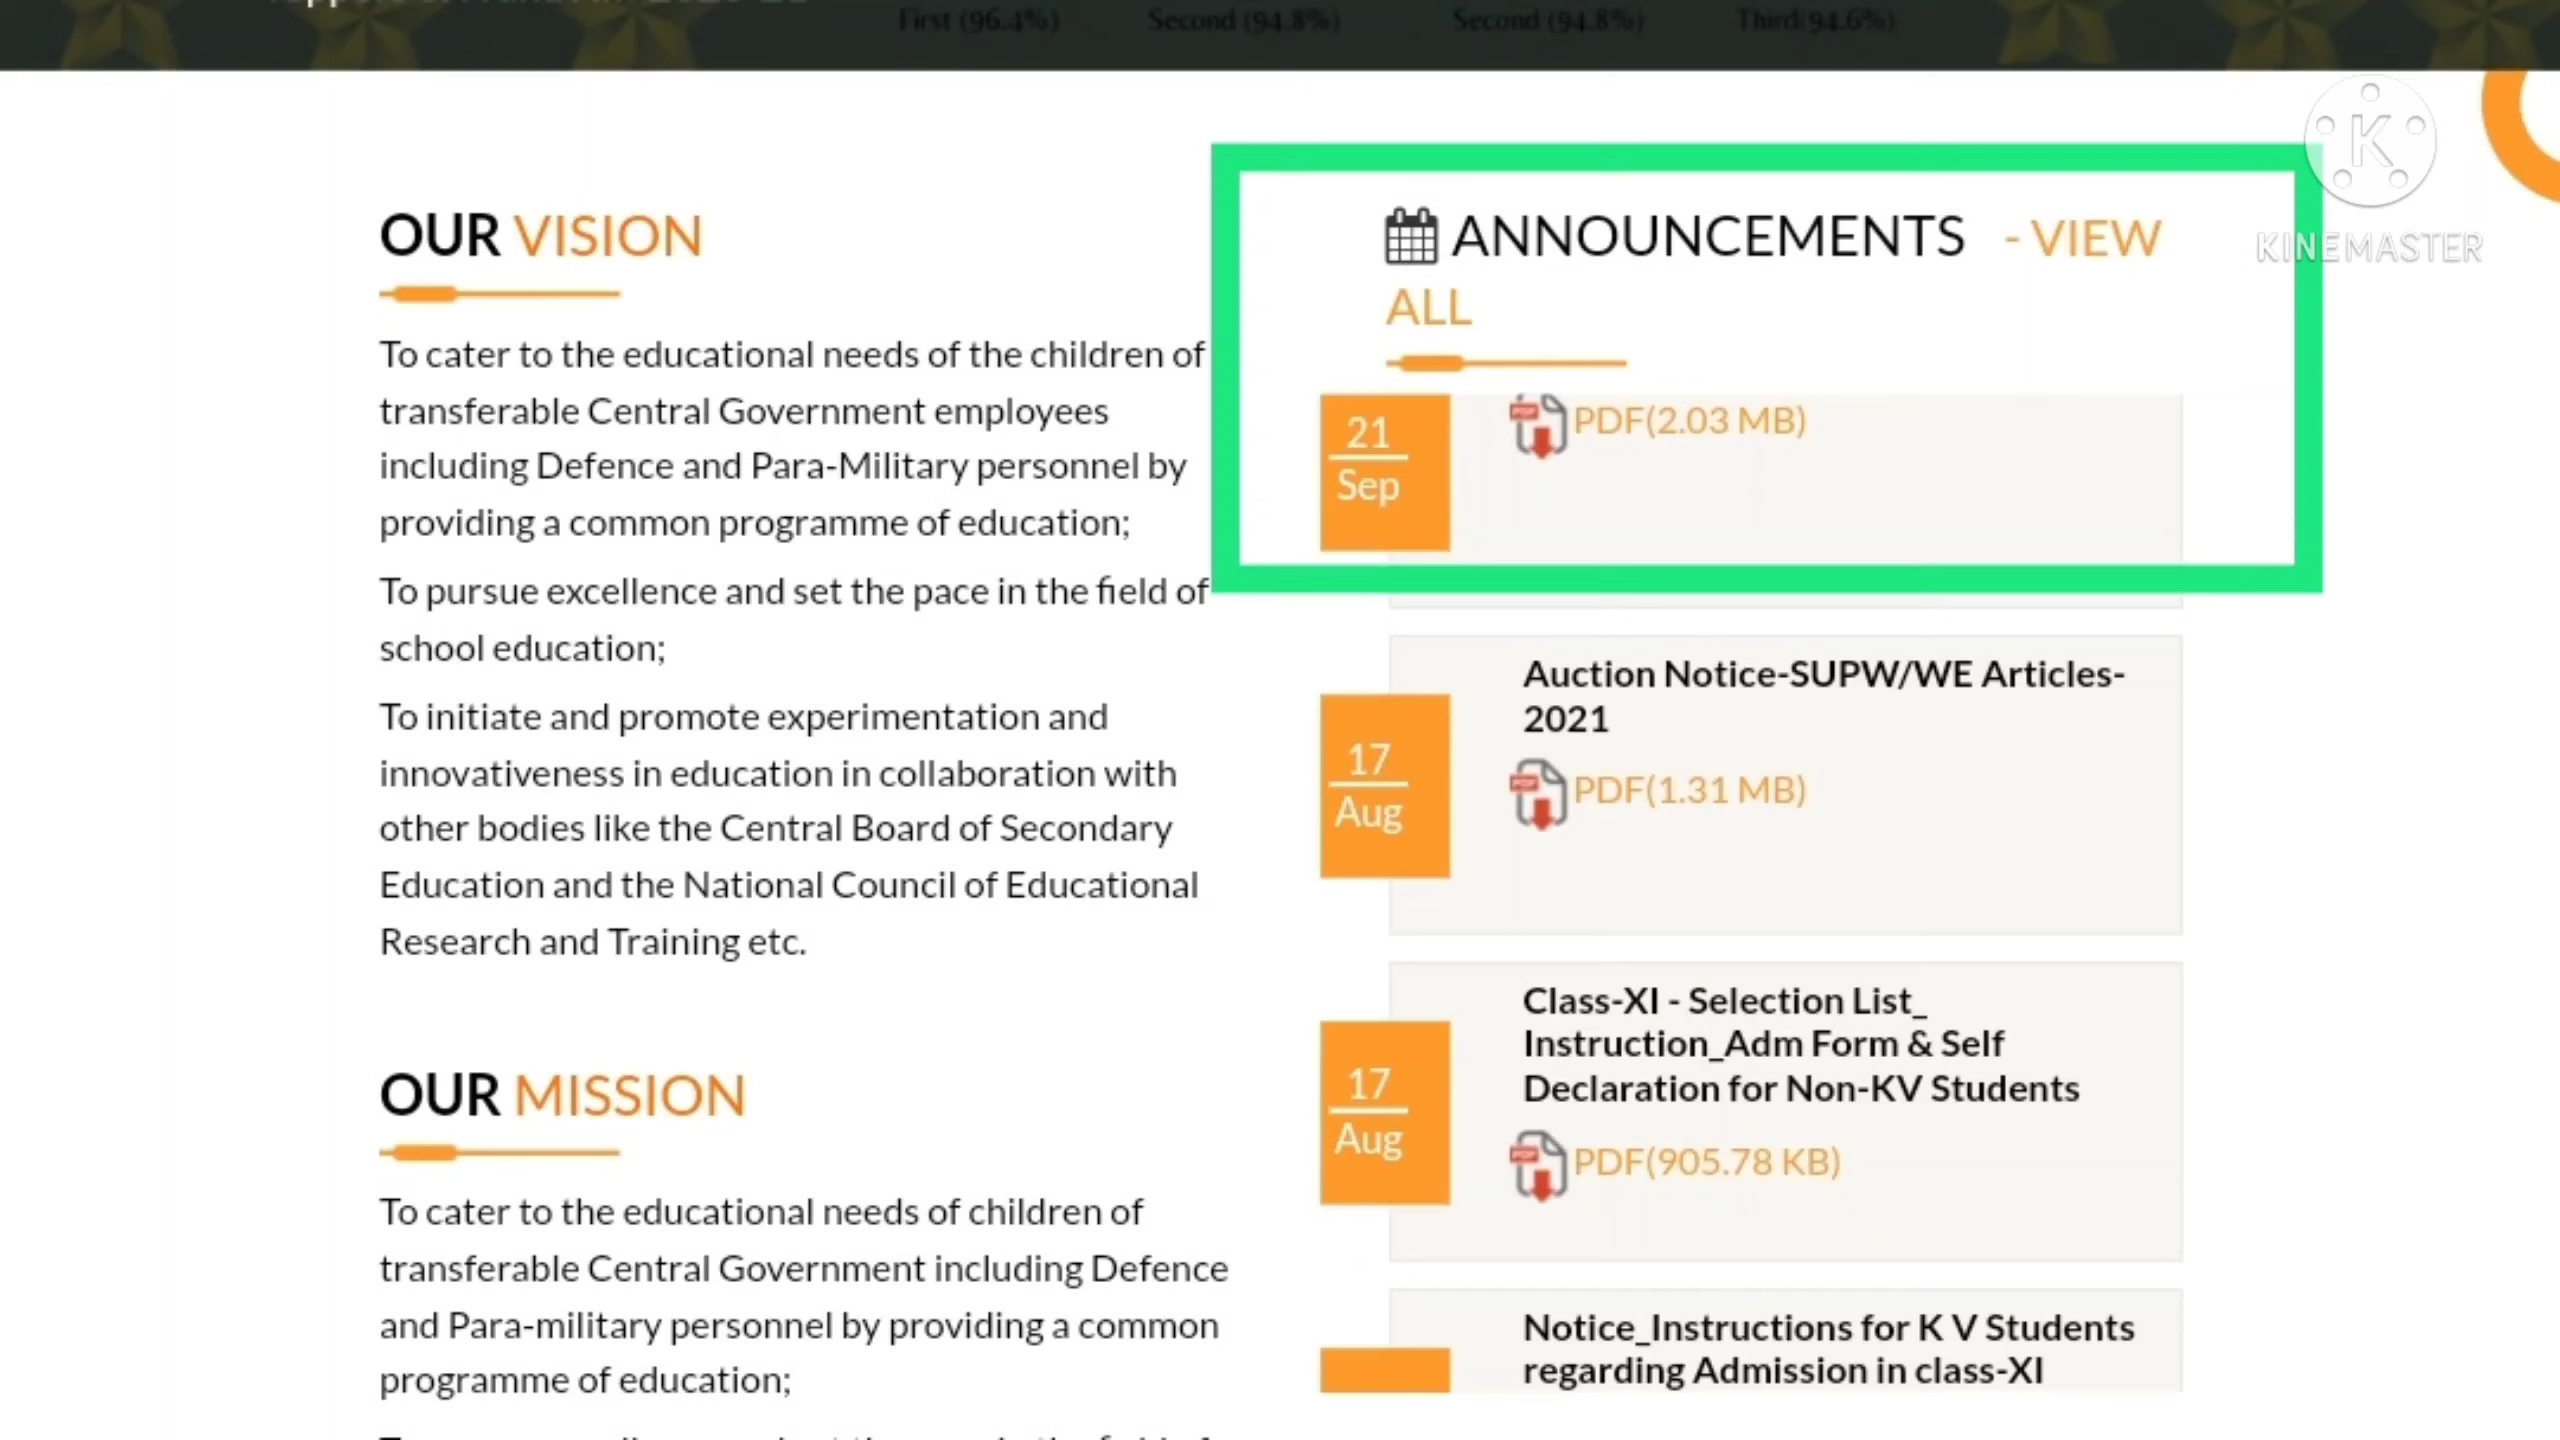 First (96.4%)
Second (94.8%)
Second (94.8%)
Third(94.6%)
OUR VISION
To cater to the educational needs of the children of
transferable Central Government employees
including Defence and Para-Military personnel by
providing a common programme of education;
To pursue excellence and set the pace in the field of
school education;
To initiate and promote experimentation and
innovativeness in education in collaboration with
other bodies like the Central Board of Secondary
Education and the National Council of Educational
Research and Training etc.
OUR MISSION
To cater to the educational needs of children of
transferable Central Government including Defence
and Para-military personnel by providing a common
programme of education;
ANNOUNCEMENTS - VIEW
ALL
21
Sep
PDF(2.03 MB)
17
Aug
Auction Notice-SUPW/WE Articles-
2021
PDF(1.31 MB)
17
Aug
Class-XI - Selection List_
Instruction_Adm Form & Self
Declaration for Non-KV Students
PDF(905.78 KB)
Notice_Instructions for K V Students
regarding Admission in class-XI
K
KINEMASTER